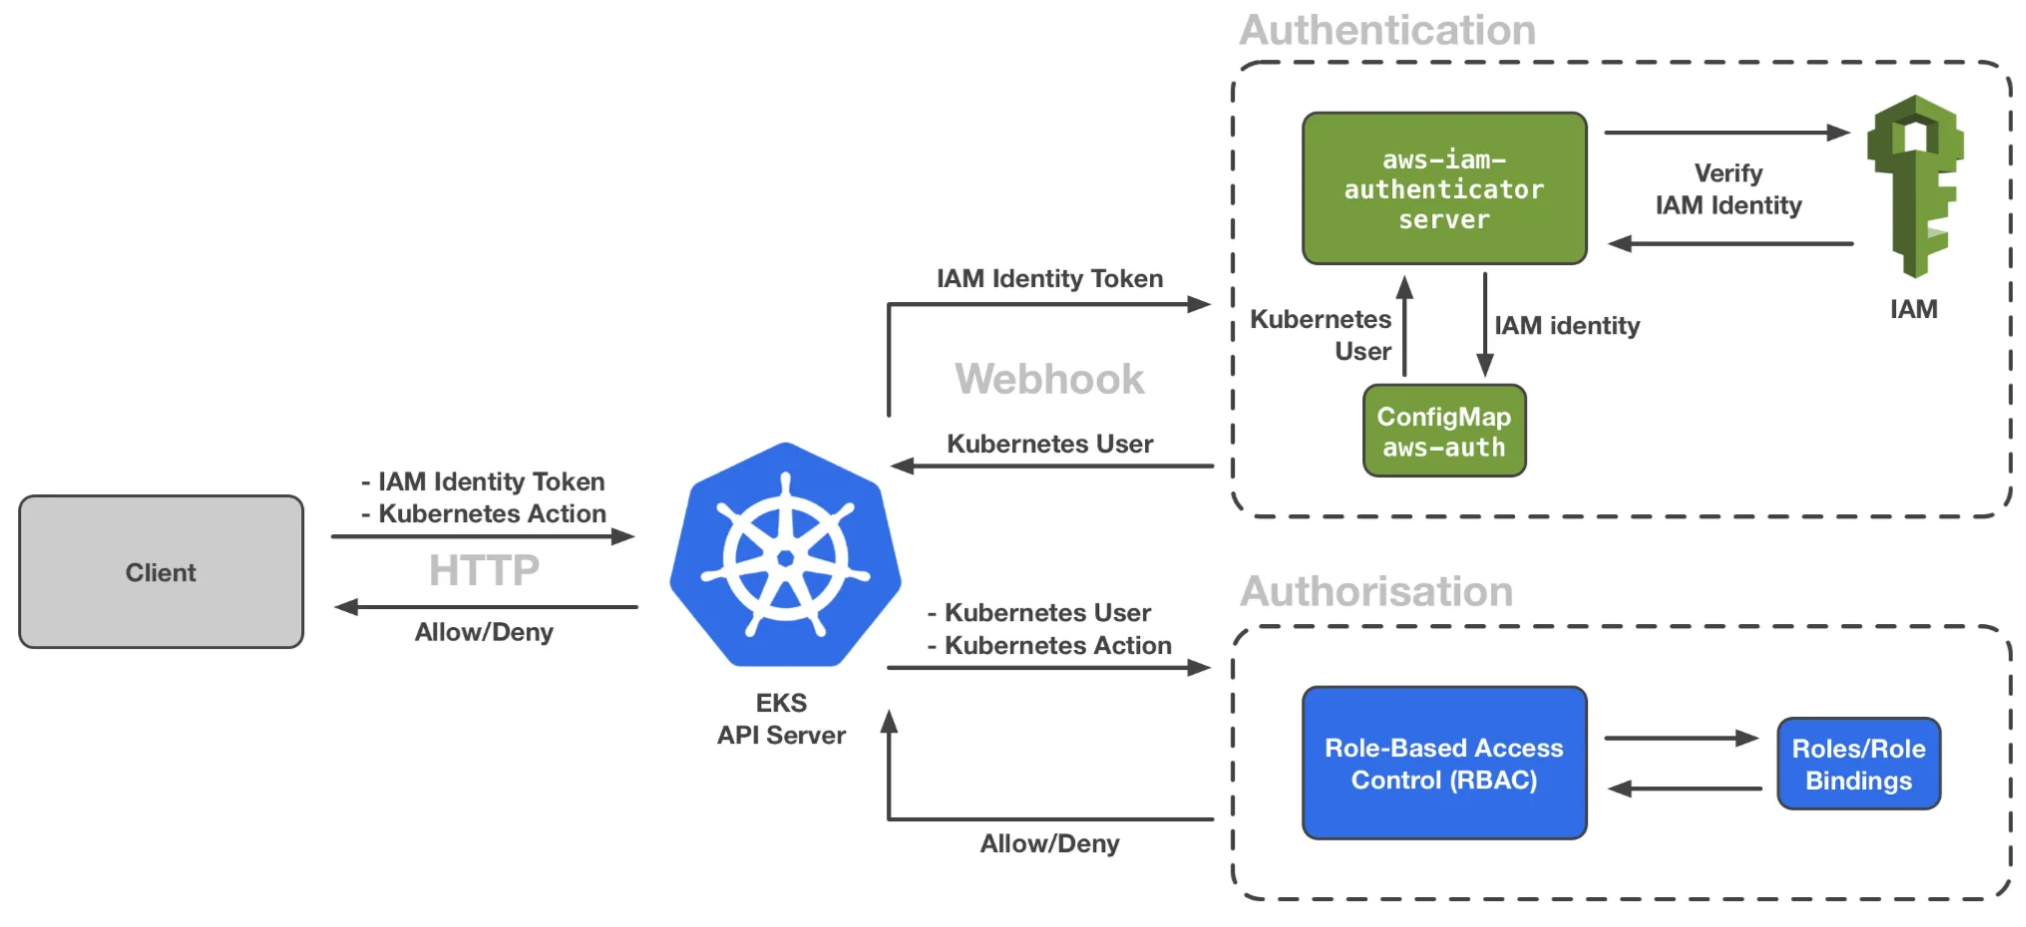 Authentication
aws-iam-
authenticator
server
Verify
IAM Identity
IAM
IAM Identity Token
Kubernetes
User
IAM identity
Webhook
ConfigMap
aws-auth
Kubernetes User
- IAM Identity Token
- Kubernetes Action
HTTP
Client
Allow/Deny
EKS
API Server
Authorisation
- Kubernetes User
- Kubernetes Action
Role-Based Access
Control (RBAC)
Roles/Role
Bindings
Allow/Deny